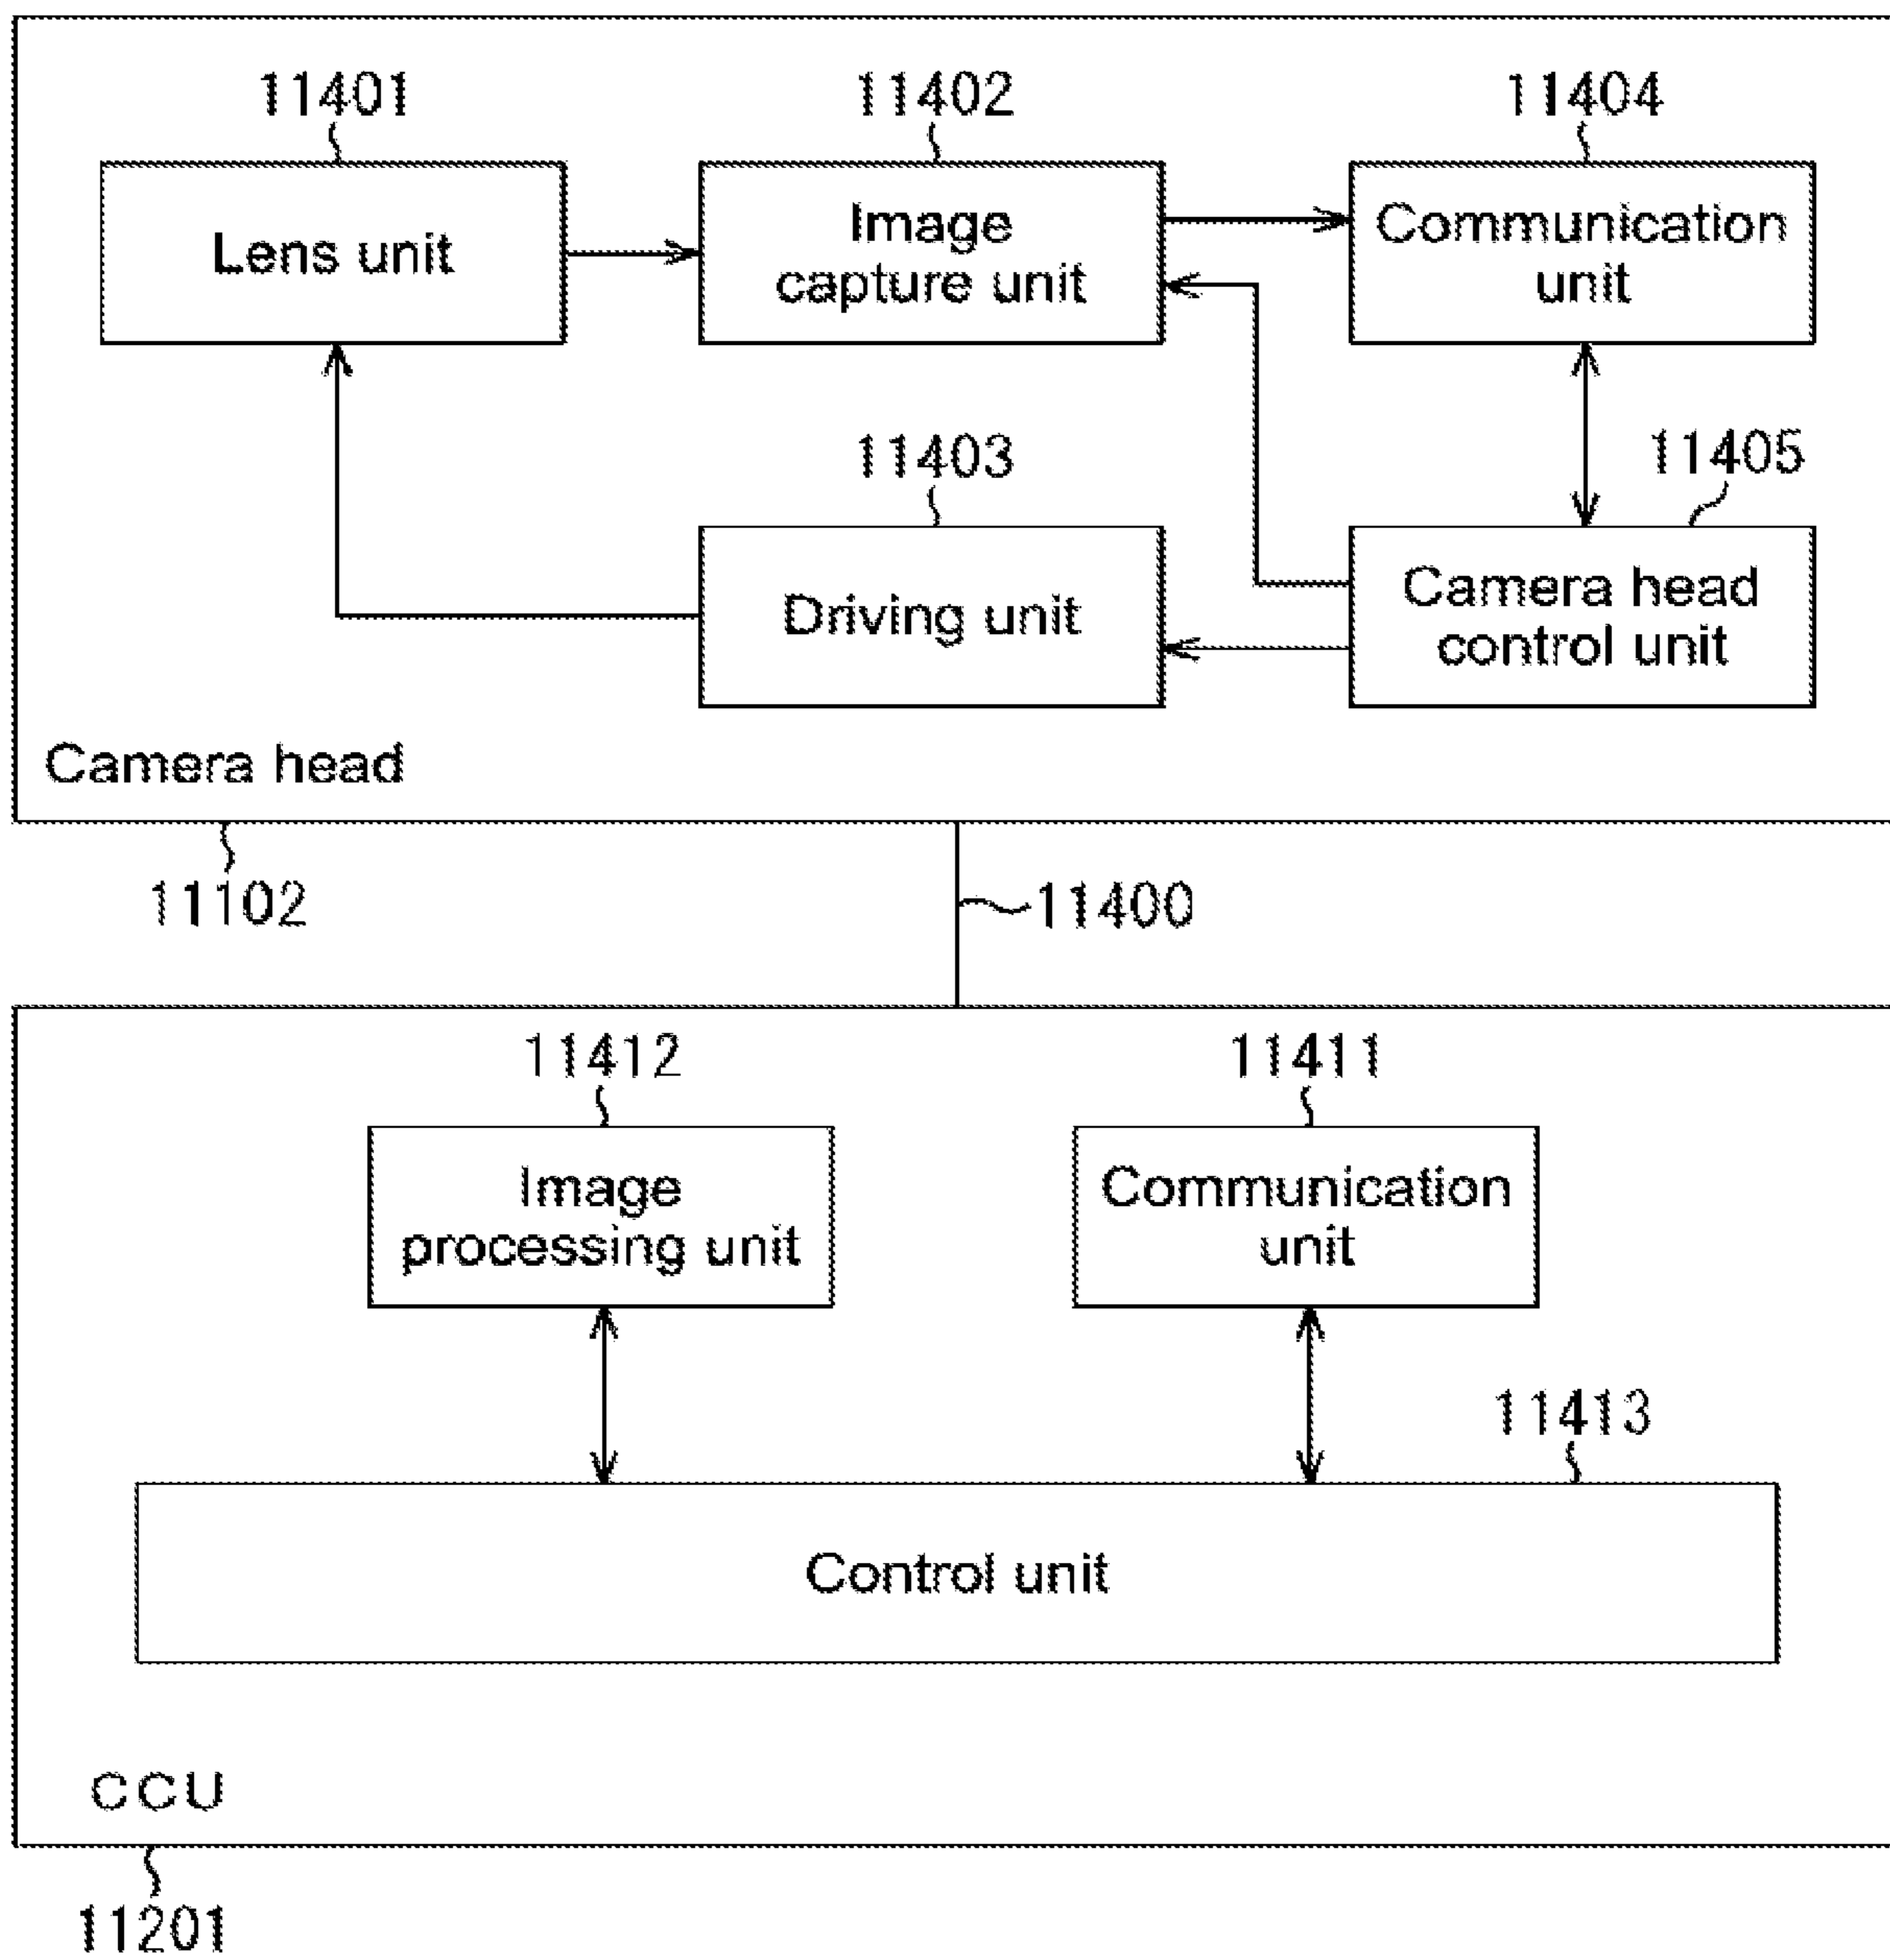 11401
11402
11404
Lens unit
Image
capture unit
Communication
unit
11403
11405
Driving unit
Camera head
control unit
Camera head
11102
11400
11412
11411
Image
processing unit
Communication
unit
11413
Control unit
CCU
11201